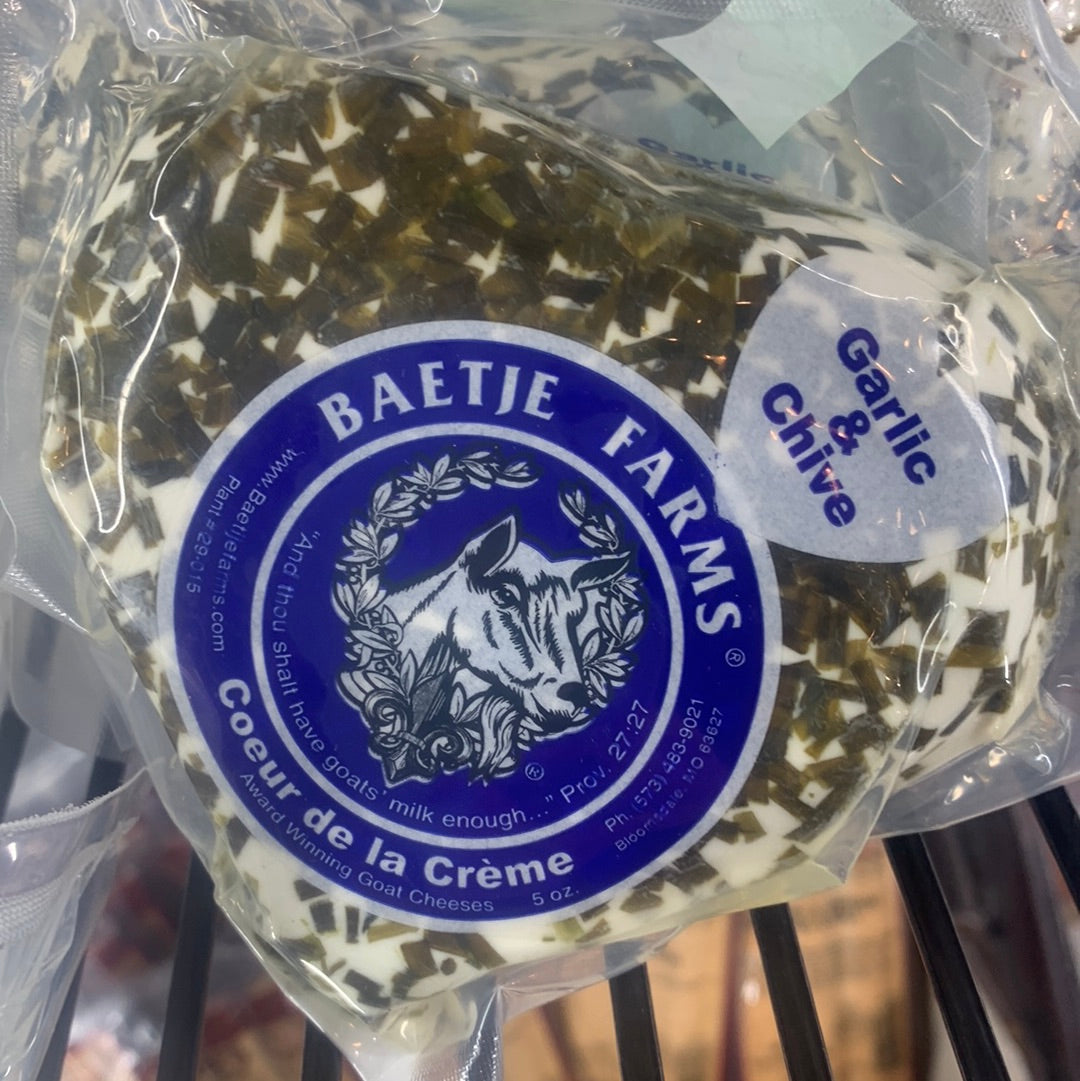 Garlic
BAETJE FARMS®
Garlic
&
Chive
www.Baetjefarms.com
Plant # 29-015
"And thou shalt have goats' milk enough..." Prov. 27:27
®
Ph. (573) 483-9021
Bloomsdale, MO 63627
Coeur de la Crème
Award Winning Goat Cheeses 5 oz.